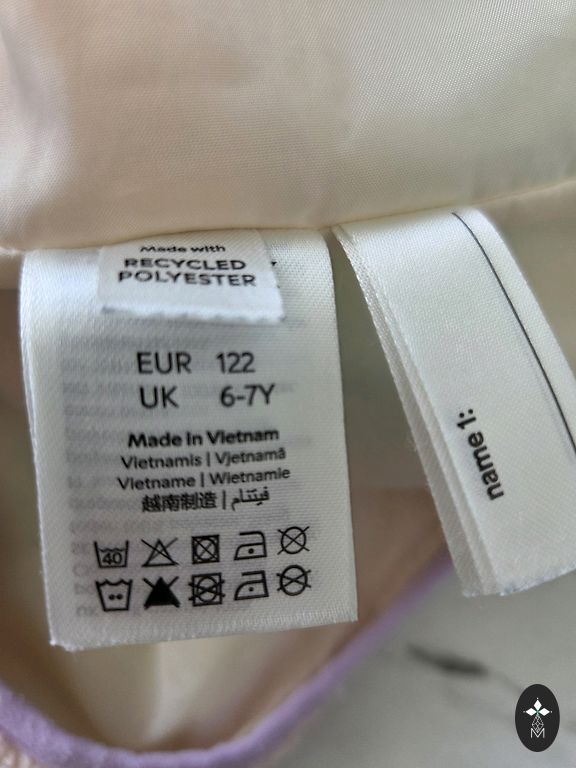 Made with
RECYCLED
POLYESTER
EUR 122
UK 6-7Y
Made in Vietnam
Vietnamis | Vjetnamā
Vietname | Wietnamie
越南制造 | فيتنام
40
name 1:
M